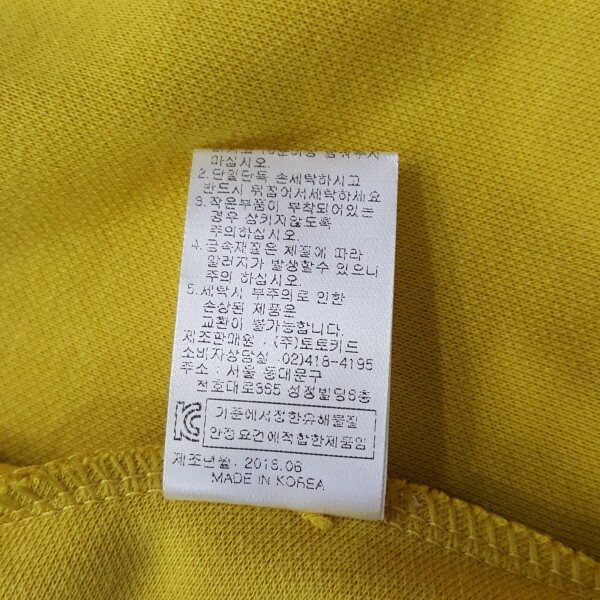 마십시오.
2.단일단독 손세탁하시고
반드시 뒤집어서세탁하세요
3.작은부품이 부착되어있는
경우 삼키지않도록
주의하십시오.
4.금속재질은 체질에 따라
알러지가 발생할수 있으니
주의 하십시오.
5.세탁시 부주의로 인한
손상된 제품은
교환이 불가능합니다.
제조판매원 : (주)토토키드
소비자상담실 :02)418-4195
주소 : 서울 동대문구
천호대로385 성정빌딩5층
기준에서정한유해물질
안정요건에적합한제품임
제조년월 : 2018.06
MADE IN KOREA